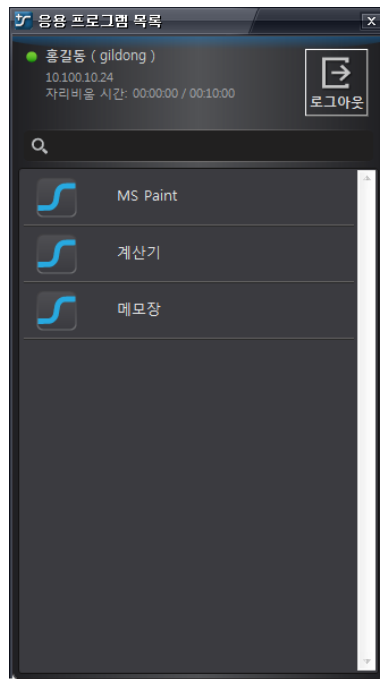 응용 프로그램 목록
x
홍길동 ( gildong )
10.100.10.24
자리비움 시간: 00:00:00 / 00:10:00
로그아웃
MS Paint
계산기
메모장